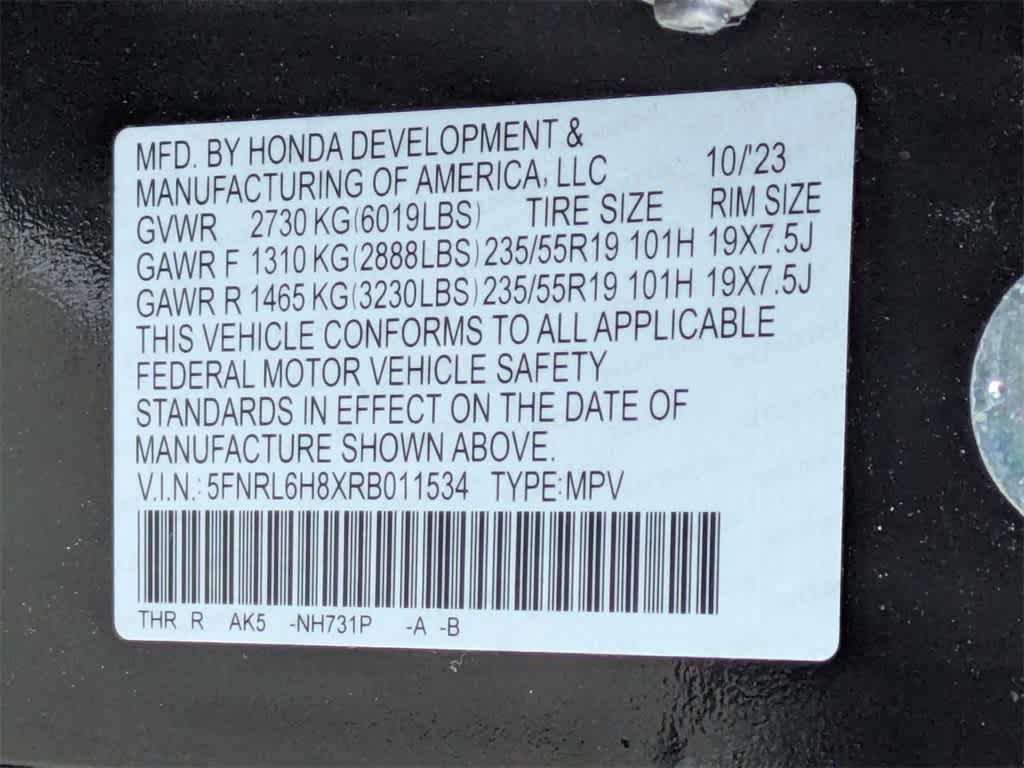 MFD. BY HONDA DEVELOPMENT &
MANUFACTURING OF AMERICA, LLC 10/'23
GVWR 2730 KG(6019LBS) TIRE SIZE RIM SIZE
GAWR F 1310 KG(2888LBS) 235/55R19 101H 19X7.5J
GAWR R 1465 KG(3230LBS) 235/55R19 101H 19X7.5J
THIS VEHICLE CONFORMS TO ALL APPLICABLE
FEDERAL MOTOR VEHICLE SAFETY
STANDARDS IN EFFECT ON THE DATE OF
MANUFACTURE SHOWN ABOVE.
V.I.N.: 5FNRL6H8XRB011534 TYPE:MPV
THR R AK5 -NH731P -A -B